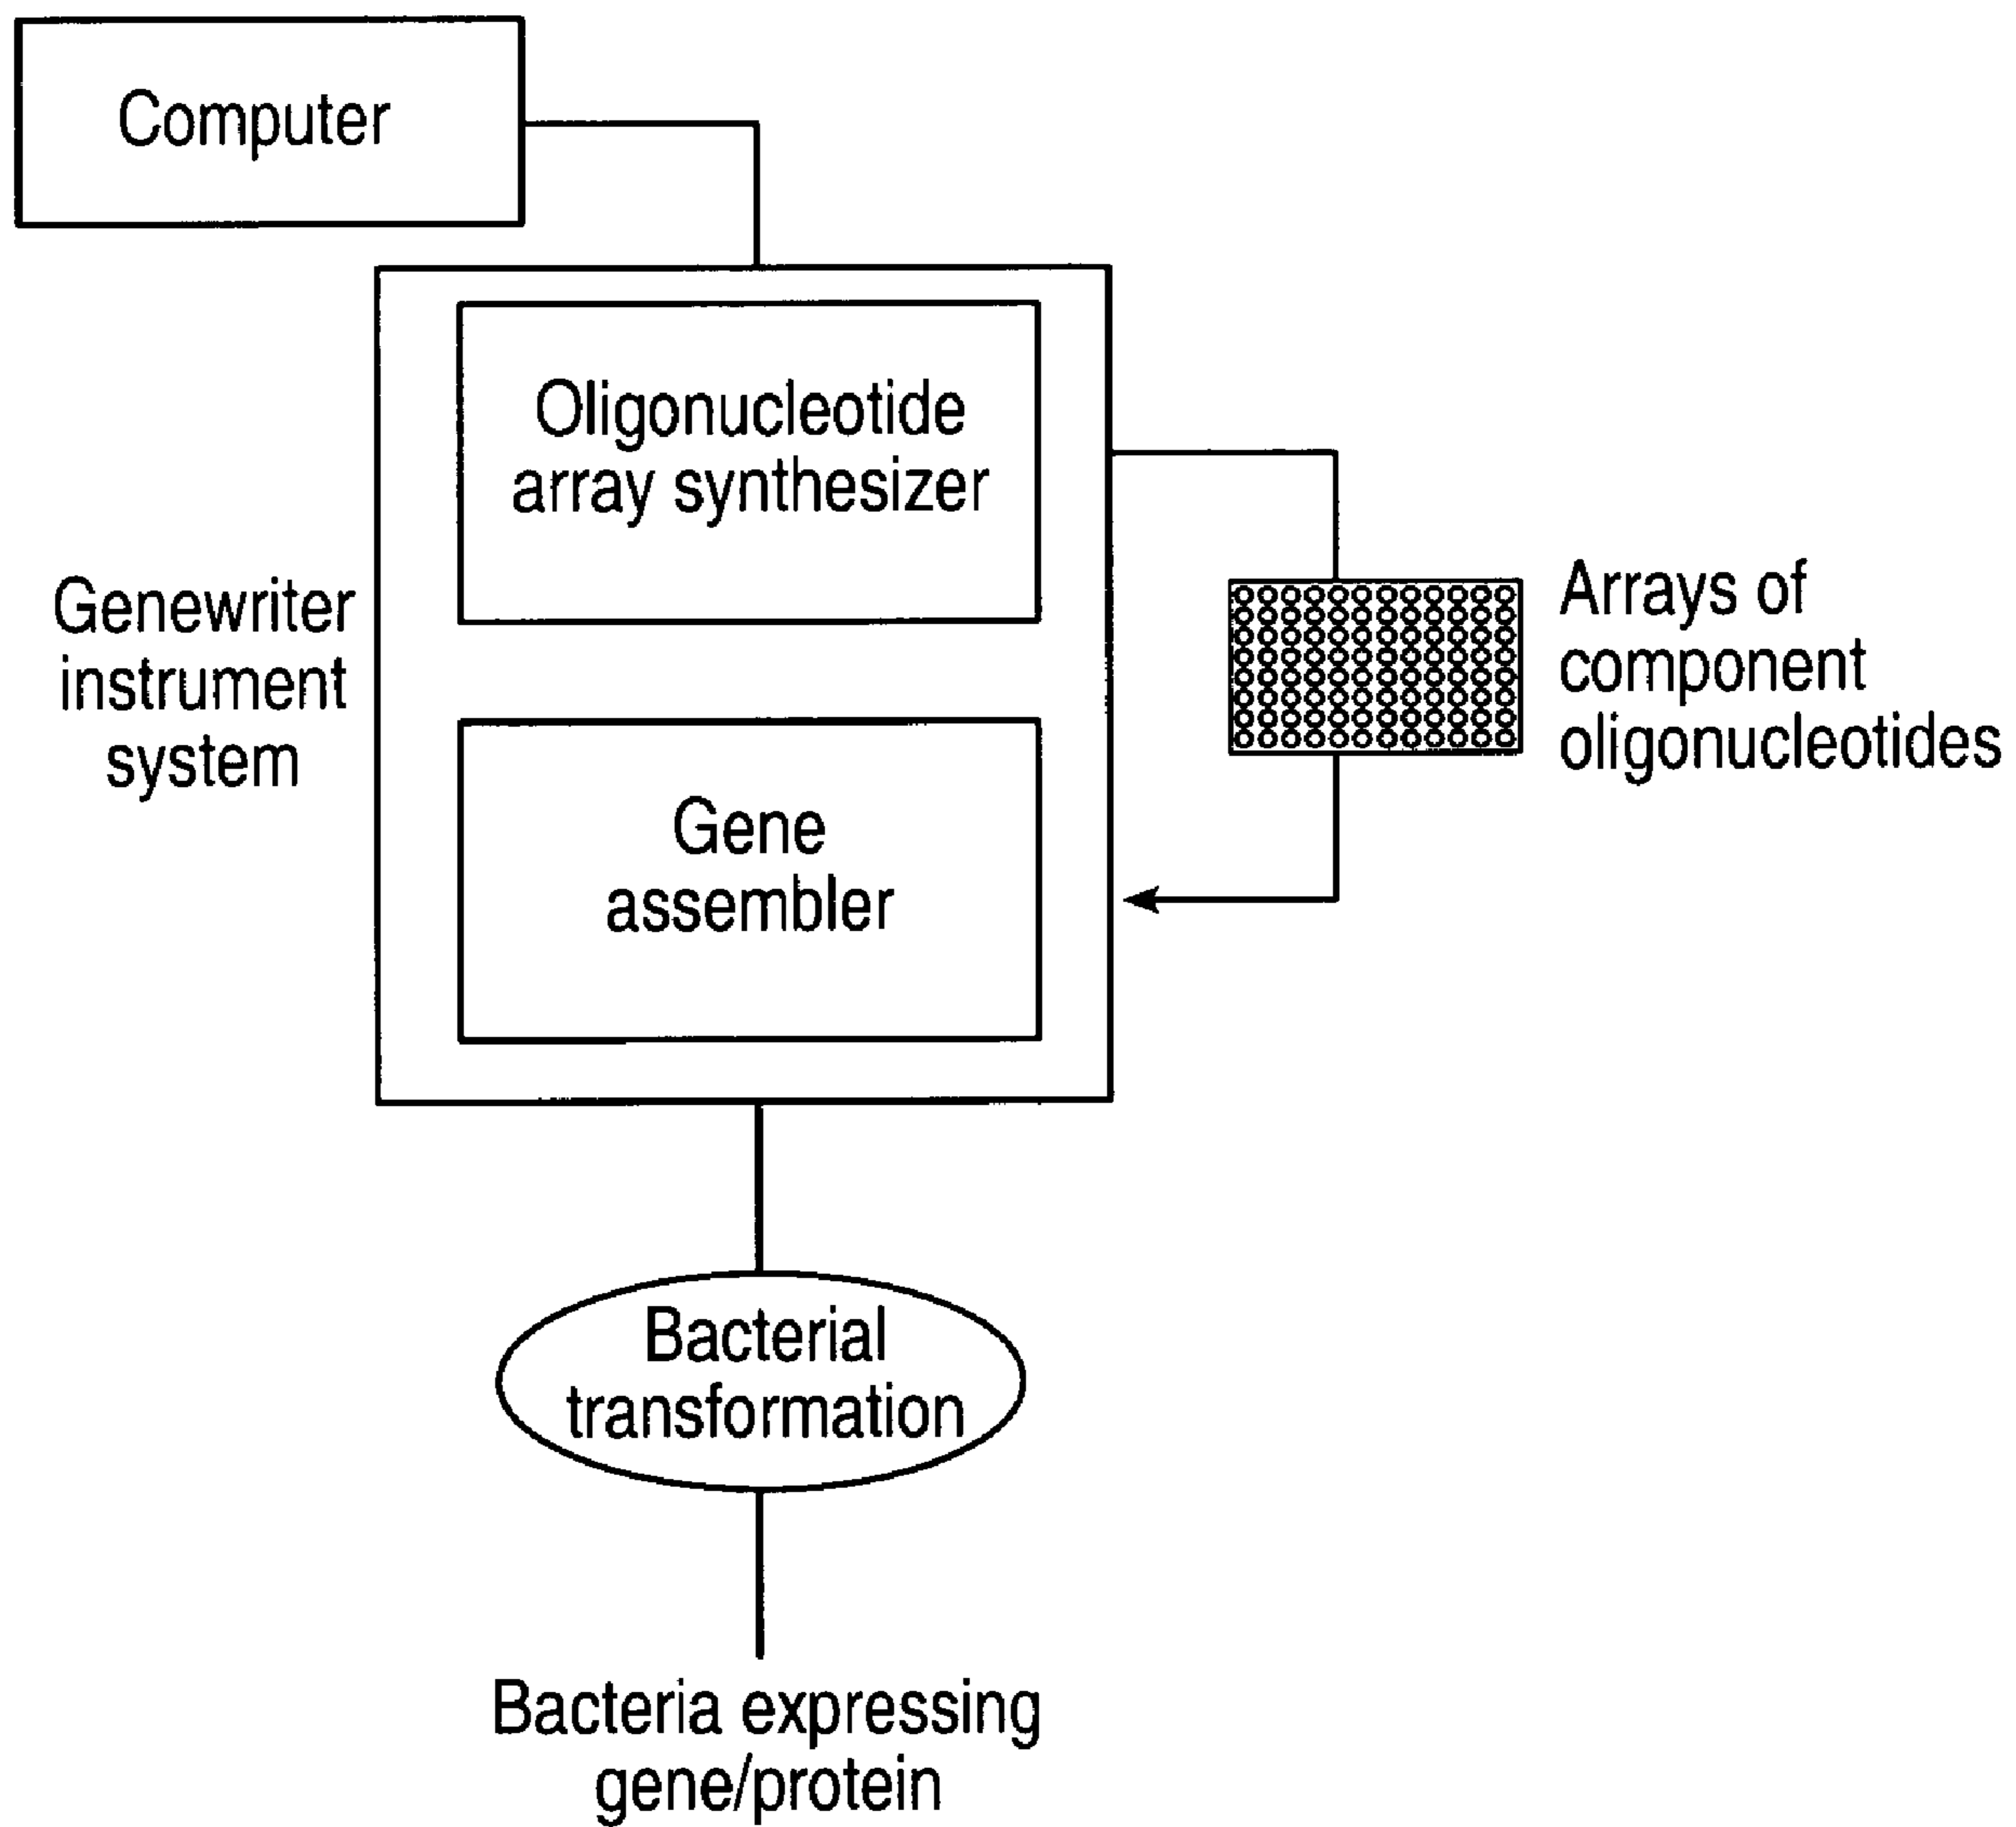 Computer
Oligonucleotide
array synthesizer
Genewriter
instrument
system
Arrays of
component
oligonucleotides
Gene
assembler
Bacterial
transformation
Bacteria expressing
gene/protein